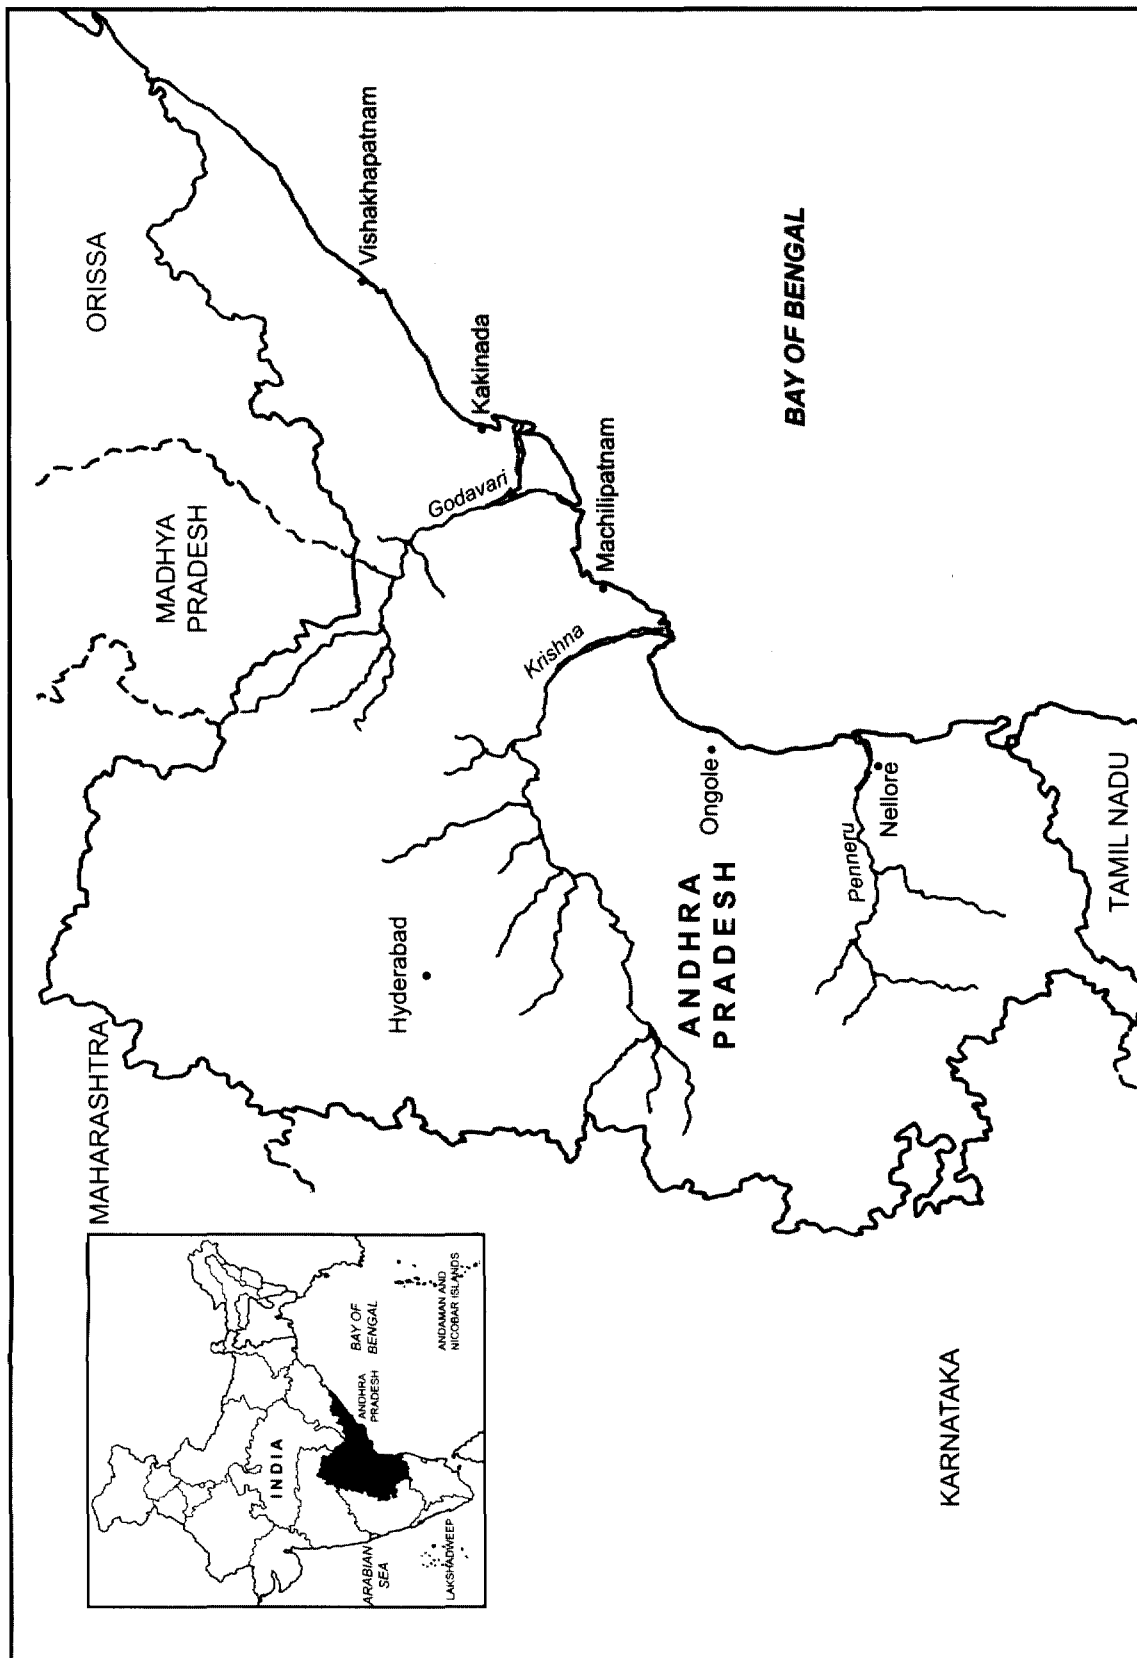 ORISSA
MADHYA
PRADESH
MAHARASHTRA
Vishakhapatnam
Kakinada
Godavari
Machilipatnam
Krishna
Hyderabad
BAY OF BENGAL
Ongole
ANDHRA
PRADESH
Penneru
Nellore
TAMIL NADU
KARNATAKA
INDIA
ANDHRA
PRADESH
BAY OF
BENGAL
ARABIAN
SEA
LAKSHADWEEP
ANDAMAN AND
NICOBAR ISLANDS